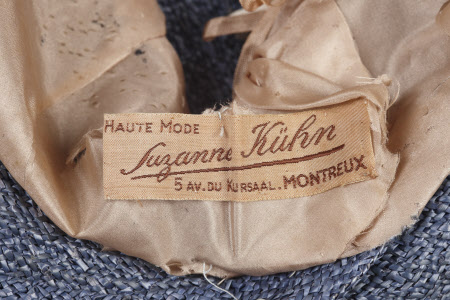 HAUTE MODE
Suzanne Kühn
5 AV. DU KURSAAL. MONTREUX